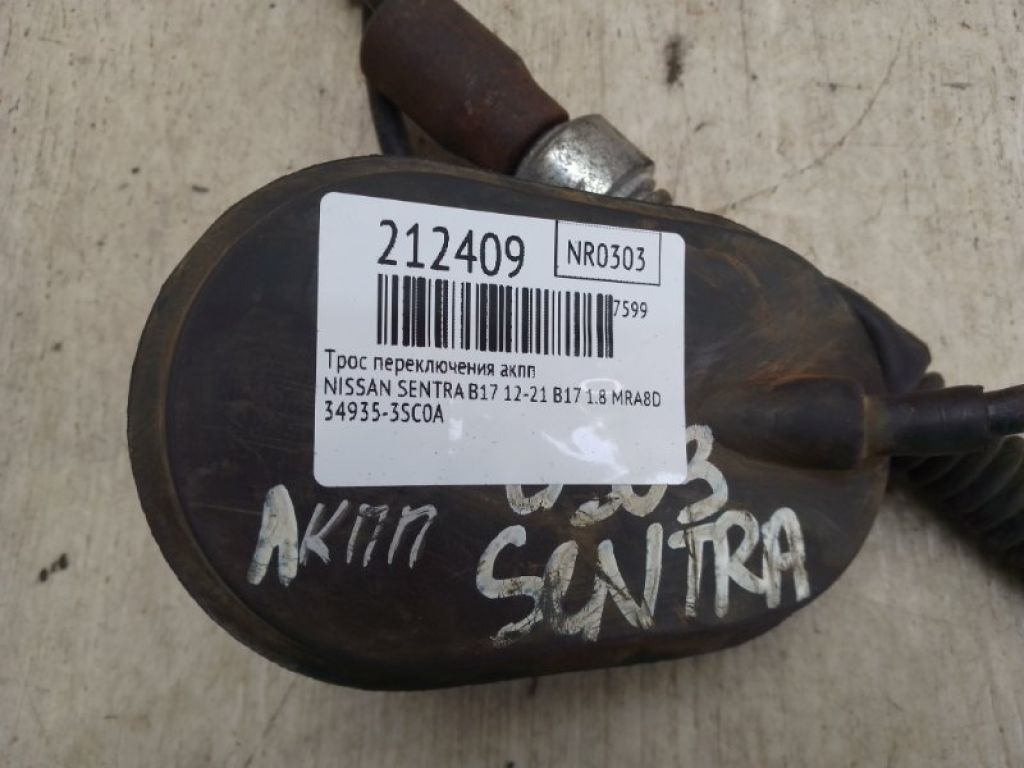 212409
NR0303
7599
Трос переключения акпп
NISSAN SENTRA B17 12-21 B17 1.8 MRA8D
34935-3SC0A
0303
АКПП
SENTRA